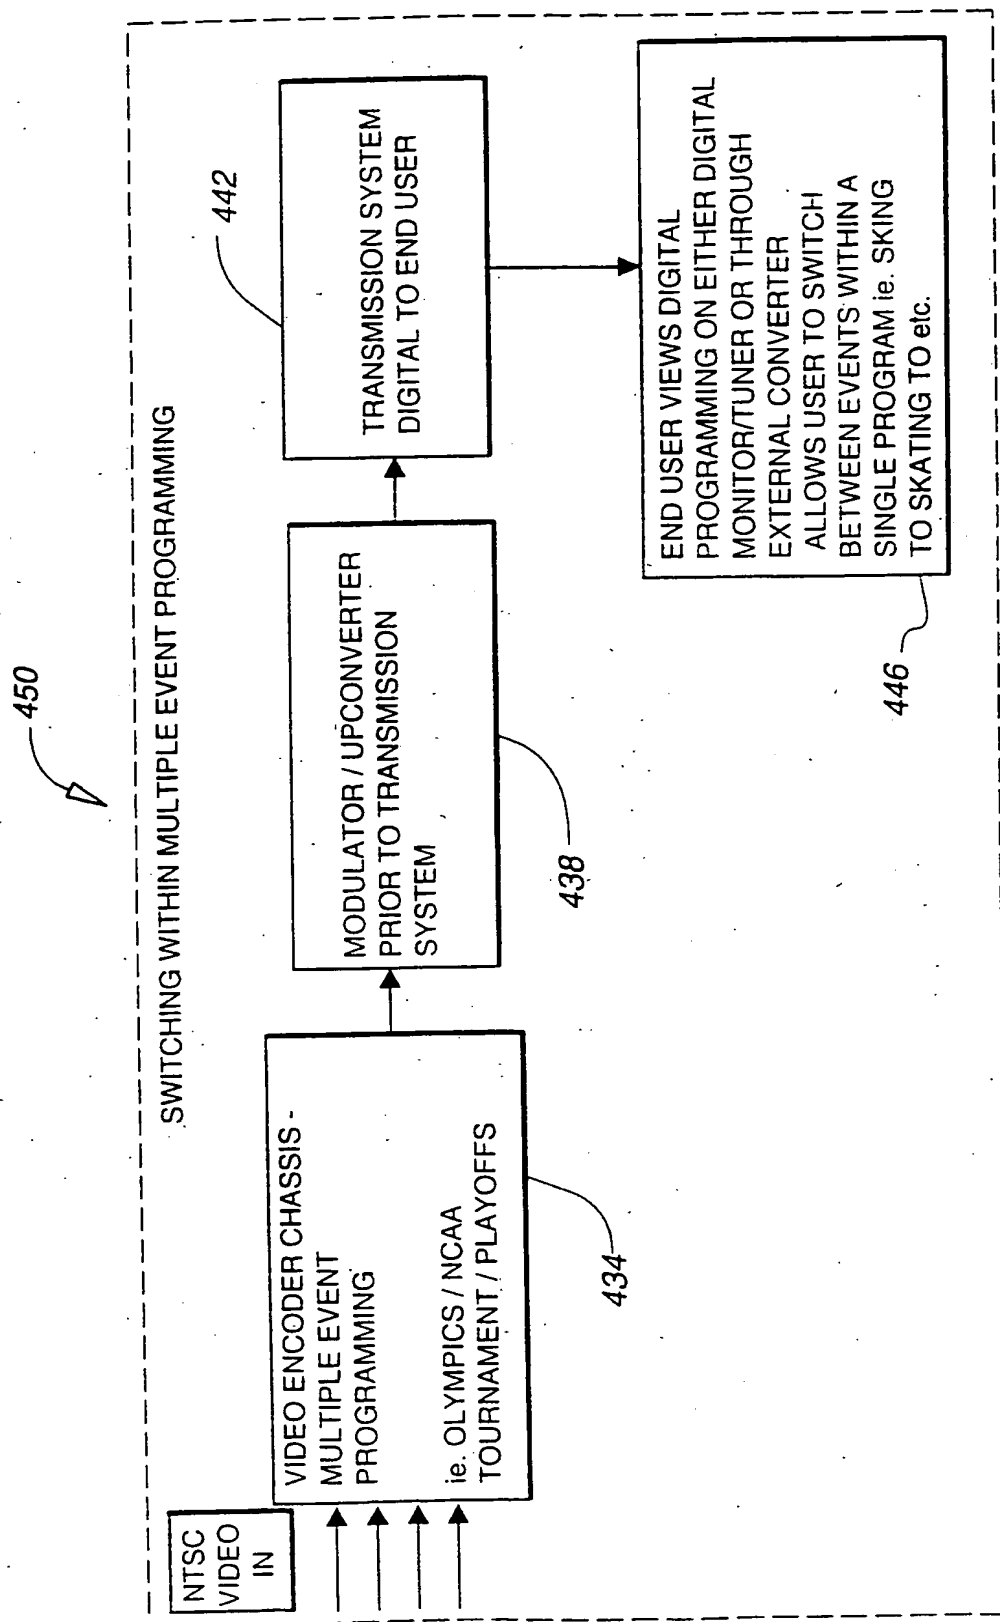 450
SWITCHING WITHIN MULTIPLE EVENT PROGRAMMING
NTSC
VIDEO
IN
VIDEO ENCODER CHASSIS -
MULTIPLE EVENT
PROGRAMMING
ie. OLYMPICS / NCAA
TOURNAMENT / PLAYOFFS
434
MODULATOR / UPCONVERTER
PRIOR TO TRANSMISSION
SYSTEM
438
442
TRANSMISSION SYSTEM
DIGITAL TO END USER
END USER VIEWS DIGITAL
PROGRAMMING ON EITHER DIGITAL
MONITOR/TUNER OR THROUGH
EXTERNAL CONVERTER
ALLOWS USER TO SWITCH
BETWEEN EVENTS WITHIN A
SINGLE PROGRAM ie. SKING
TO SKATING TO etc.
446